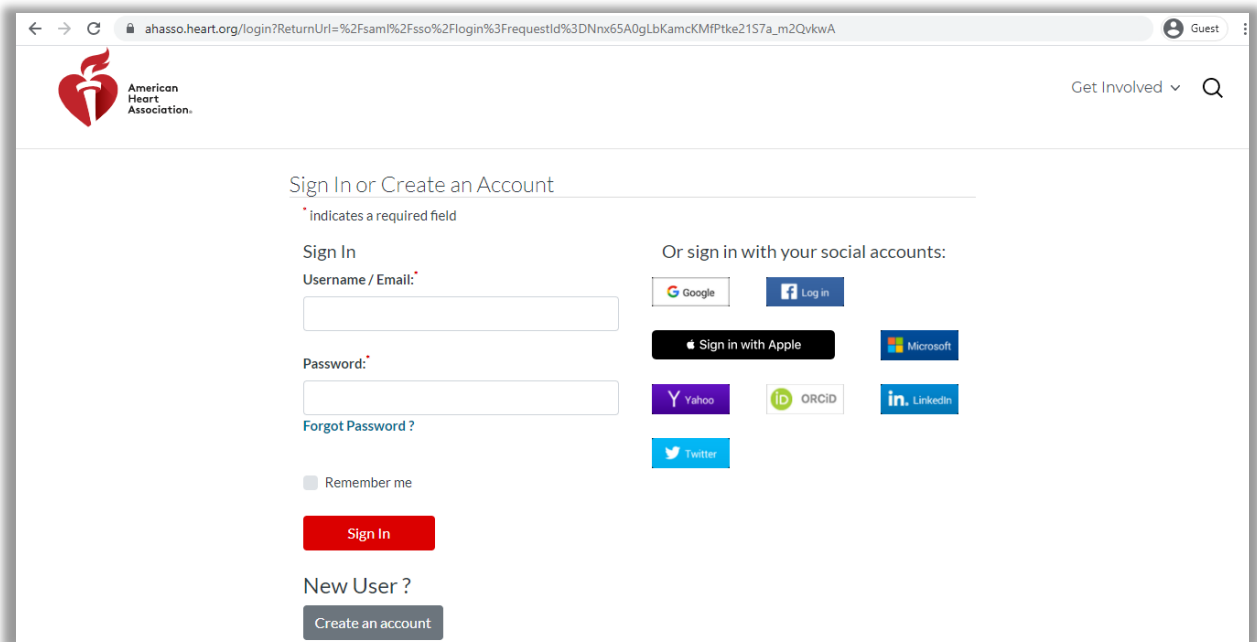 ahasso.heart.org/login?ReturnUrl=%2Fsaml%2Fsso%2Flogin%3FrequestId%3DNnx65A0gLbKamcKMfPtke21S7a_m2QvkwA
Guest
American
Heart
Association.
Get Involved
Sign In or Create an Account
* indicates a required field
Sign In
Or sign in with your social accounts:
Username / Email:*
Google
Log in
Sign in with Apple
Microsoft
Password:*
Yahoo
iD ORCiD
in. LinkedIn
Forgot Password ?
Twitter
Remember me
Sign In
New User ?
Create an account